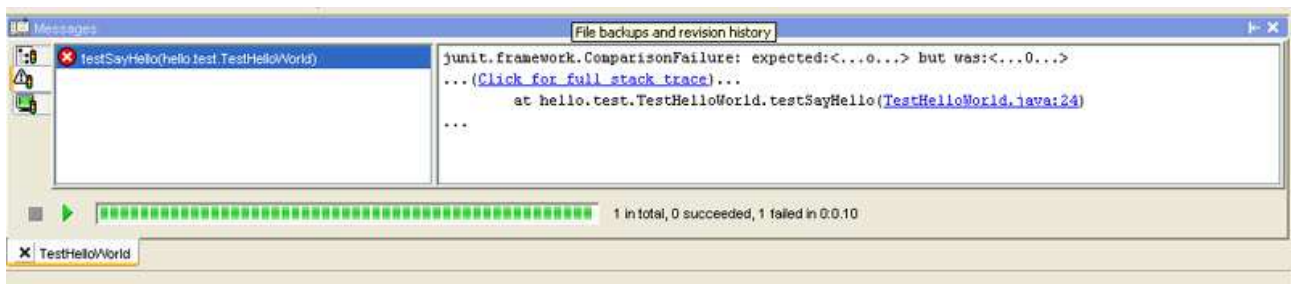 Messages
File backups and revision history
testSayHello(hello.test.TestHelloWorld)
junit.framework.ComparisonFailure: expected:<...o...> but was:<...0...>
...(Click for full stack trace)...
at hello.test.TestHelloWorld.testSayHello(TestHelloWorld.java:24)
...
1 in total, 0 succeeded, 1 failed in 0:0.10
TestHelloWorld